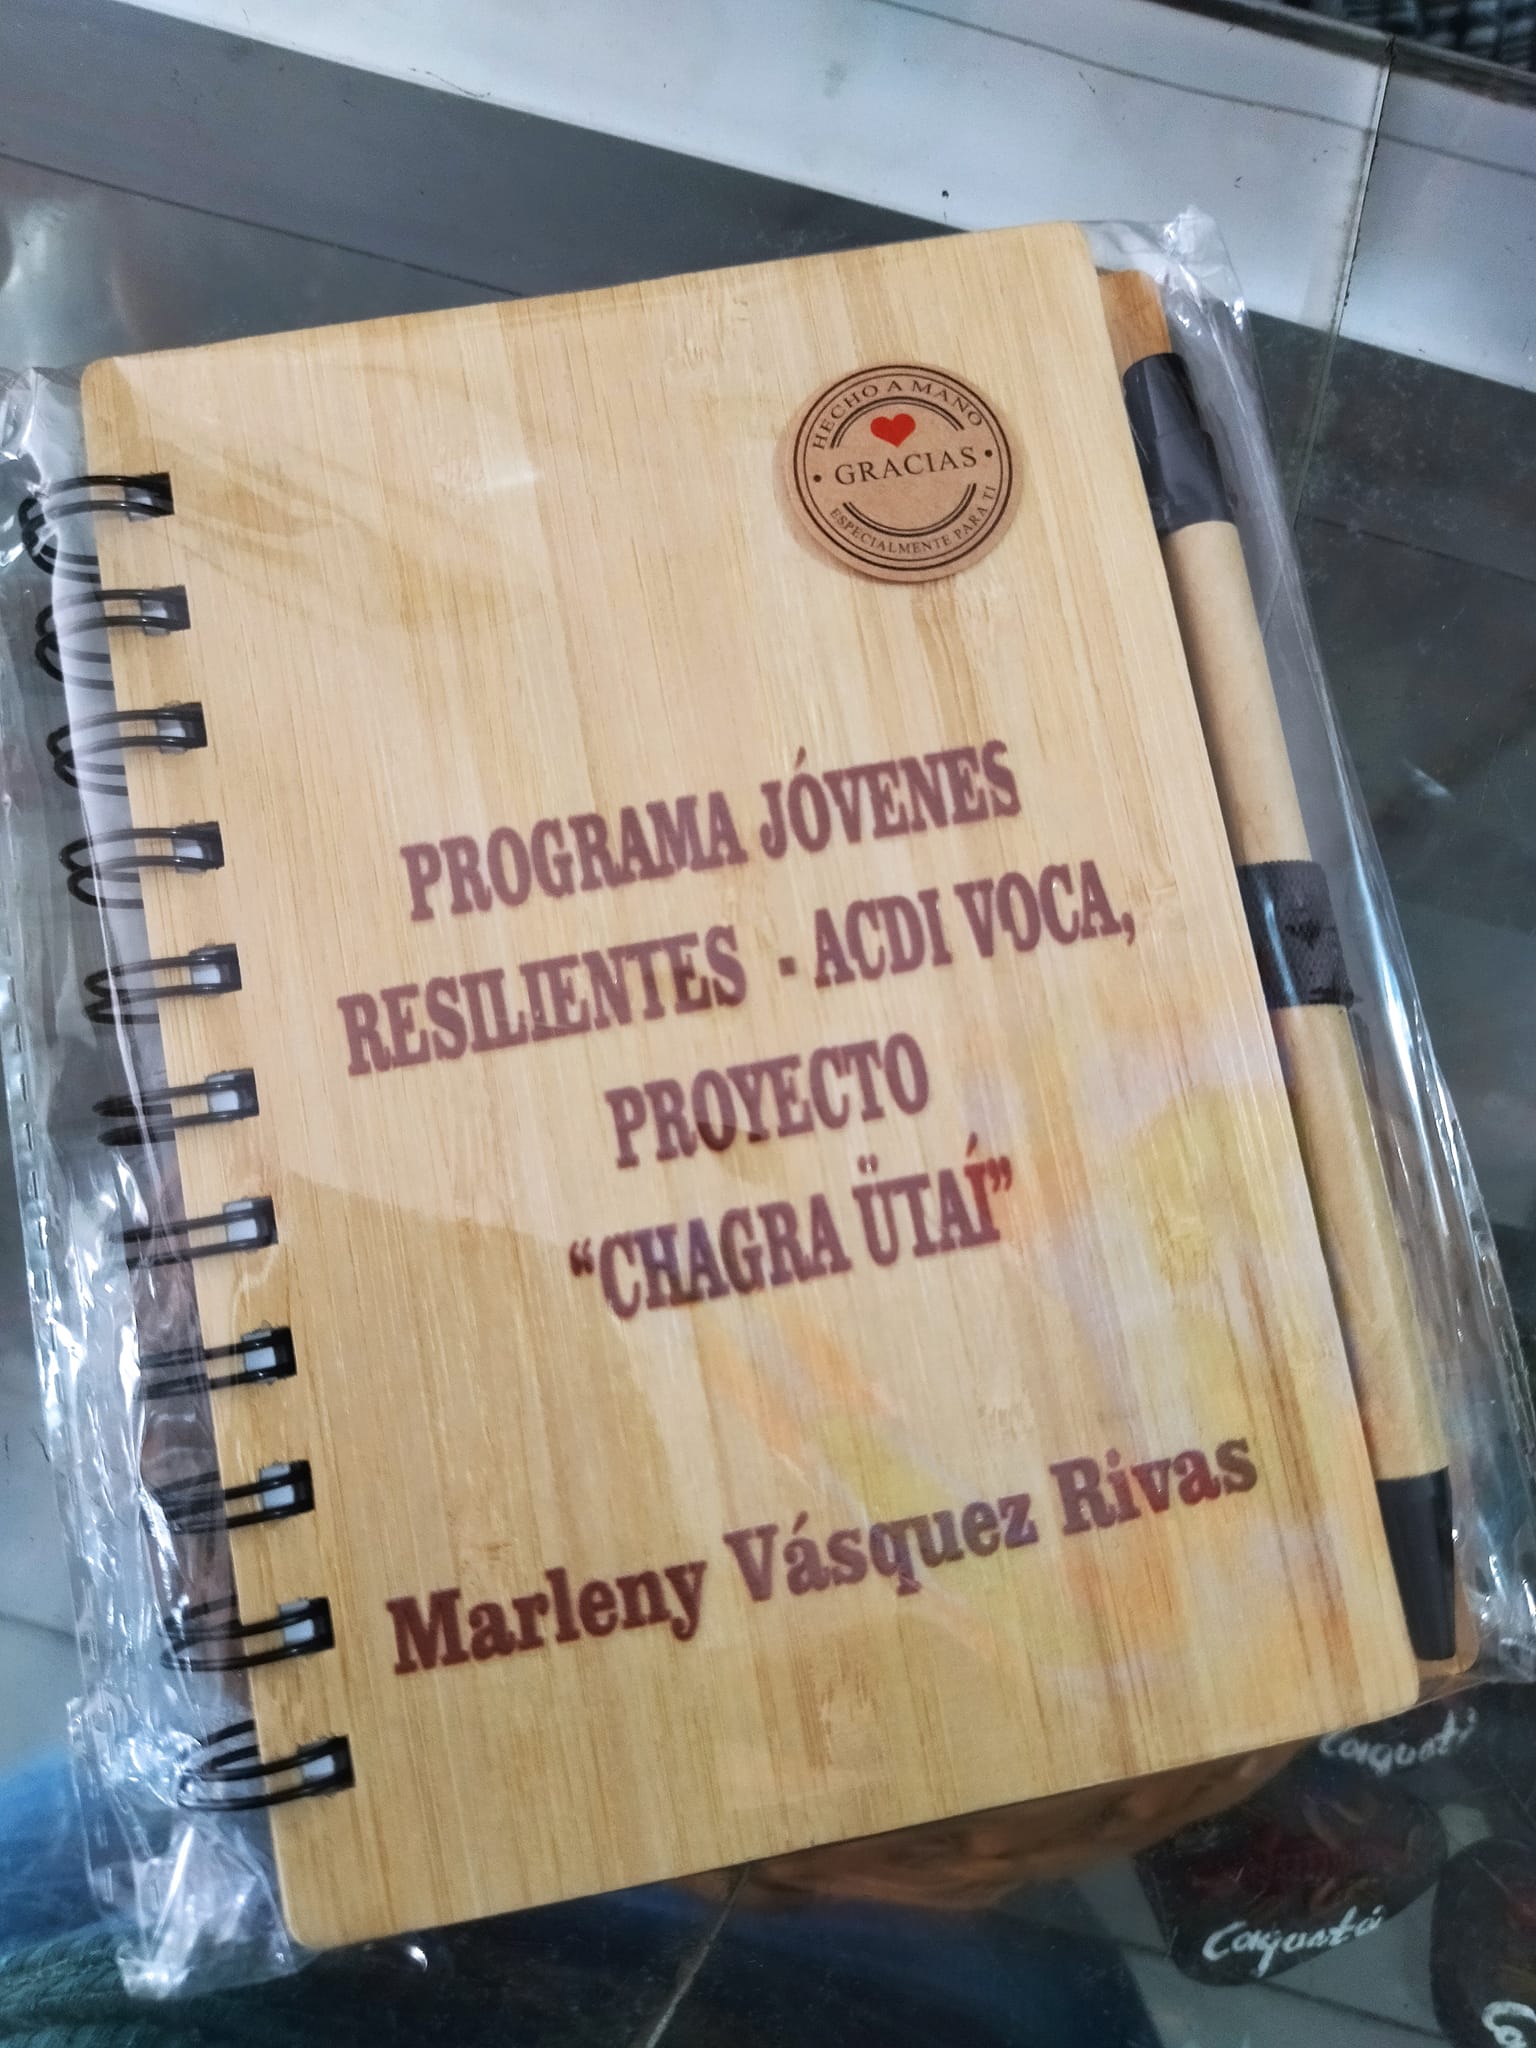 HECHO A MANO
GRACIAS
ESPECIALMENTE PARA TI
PROGRAMA JÓVENES
RESILIENTES - ACDI VOCA,
PROYECTO
“CHAGRA ÜTAÍ”
Marleny Vásquez Rivas
Caquetá
Caquetá